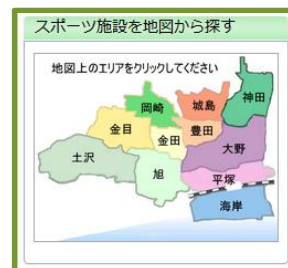 スポーツ施設を地図から探す
地図上のエリアをクリックしてください
神田
岡崎
城島
金目
金田
豊田
大野
土沢
旭
平塚
海岸